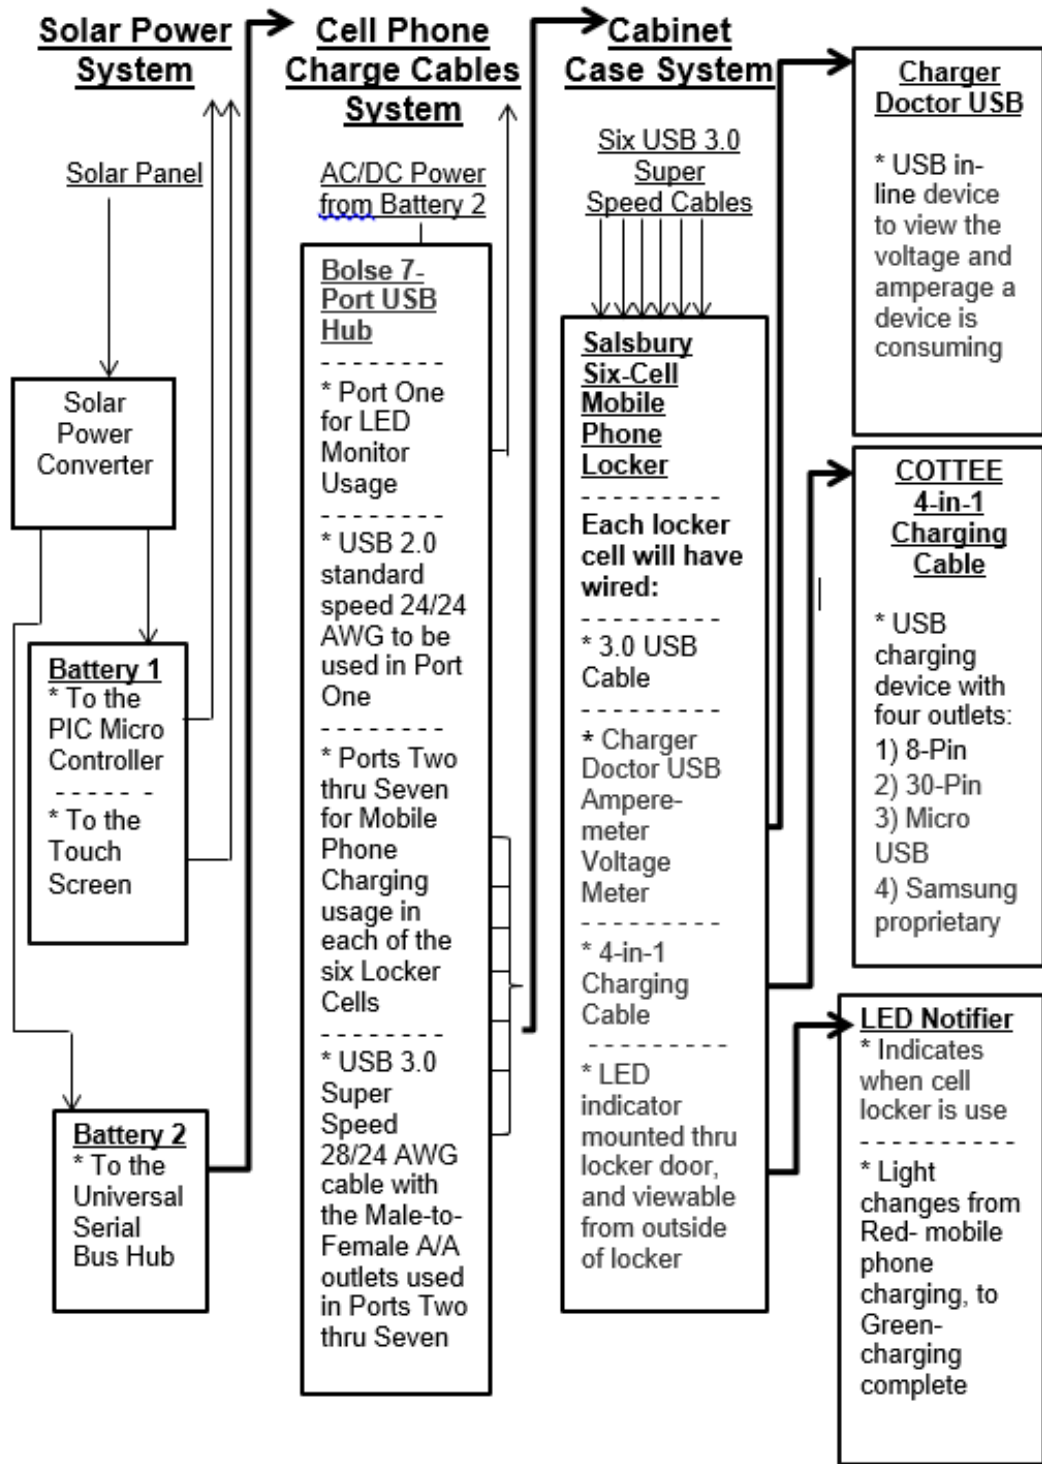 Solar Power
System
Solar Panel
Solar
Power
Converter
Battery 1
* To the
PIC Micro
Controller
- - - - - -
* To the
Touch
Screen
Battery 2
* To the
Universal
Serial
Bus Hub
Cell Phone
Charge Cables
System
AC/DC Power
from Battery 2
Bolse 7-
Port USB
Hub
- - - - - - - - -
* Port One
for LED
Monitor
Usage
- - - - - - - - -
* USB 2.0
standard
speed 24/24
AWG to be
used in Port
One
- - - - - - - - -
* Ports Two
thru Seven
for Mobile
Phone
Charging
usage in
each of the
six Locker
Cells
- - - - - - - - -
* USB 3.0
Super
Speed
28/24 AWG
cable with
the Male-to-
Female A/A
outlets used
in Ports Two
thru Seven
Cabinet
Case System
Six USB 3.0
Super
Speed Cables
Salsbury
Six-Cell
Mobile
Phone
Locker
- - - - - - - - -
Each locker
cell will have
wired:
- - - - - - - - -
* 3.0 USB
Cable
- - - - - - - - -
* Charger
Doctor USB
Ampere-
meter
Voltage
Meter
- - - - - - - - -
* 4-in-1
Charging
Cable
- - - - - - - - -
* LED
indicator
mounted thru
locker door,
and viewable
from outside
of locker
Charger
Doctor USB
* USB in-
line device
to view the
voltage and
amperage a
device is
consuming
COTTEE
4-in-1
Charging
Cable
* USB
charging
device with
four outlets:
1) 8-Pin
2) 30-Pin
3) Micro
USB
4) Samsung
proprietary
LED Notifier
* Indicates
when cell
locker is use
- - - - - - - - - -
* Light
changes from
Red- mobile
phone
charging, to
Green-
charging
complete